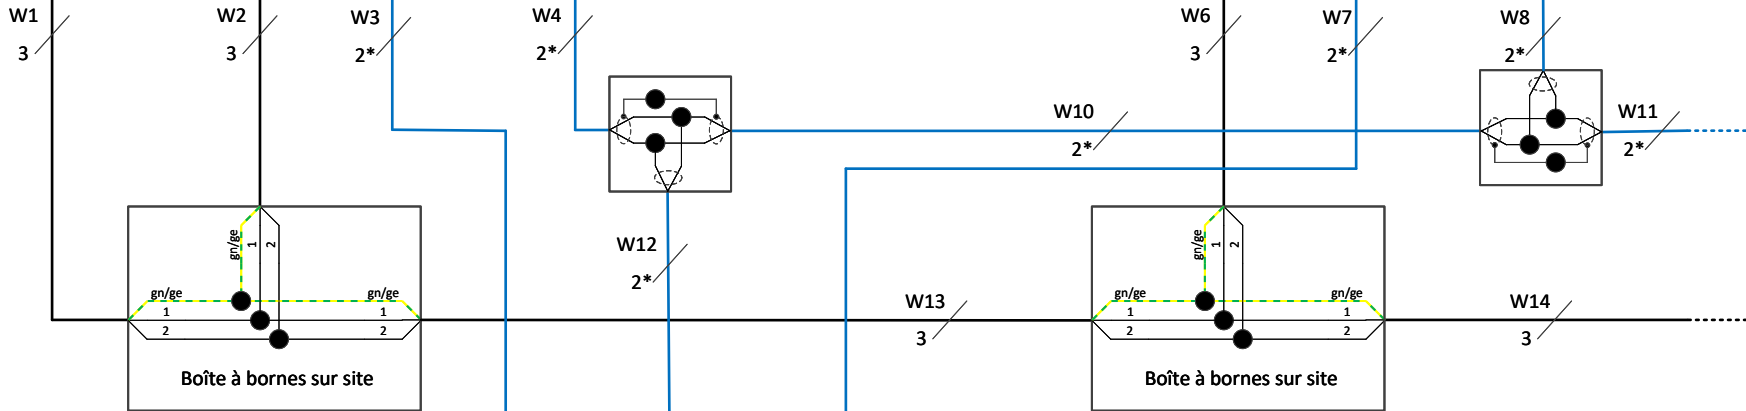 W1
W2
W3
W4
W6
W7
W8
3
3
2*
2*
3
2*
2*
W10
W11
2*
2*
gn/ge
1
2
W12
gn/ge
1
2
2*
gn/ge
gn/ge
1
1
2
2
W13
3
gn/ge
gn/ge
1
1
2
2
W14
3
Boîte à bornes sur site
Boîte à bornes sur site